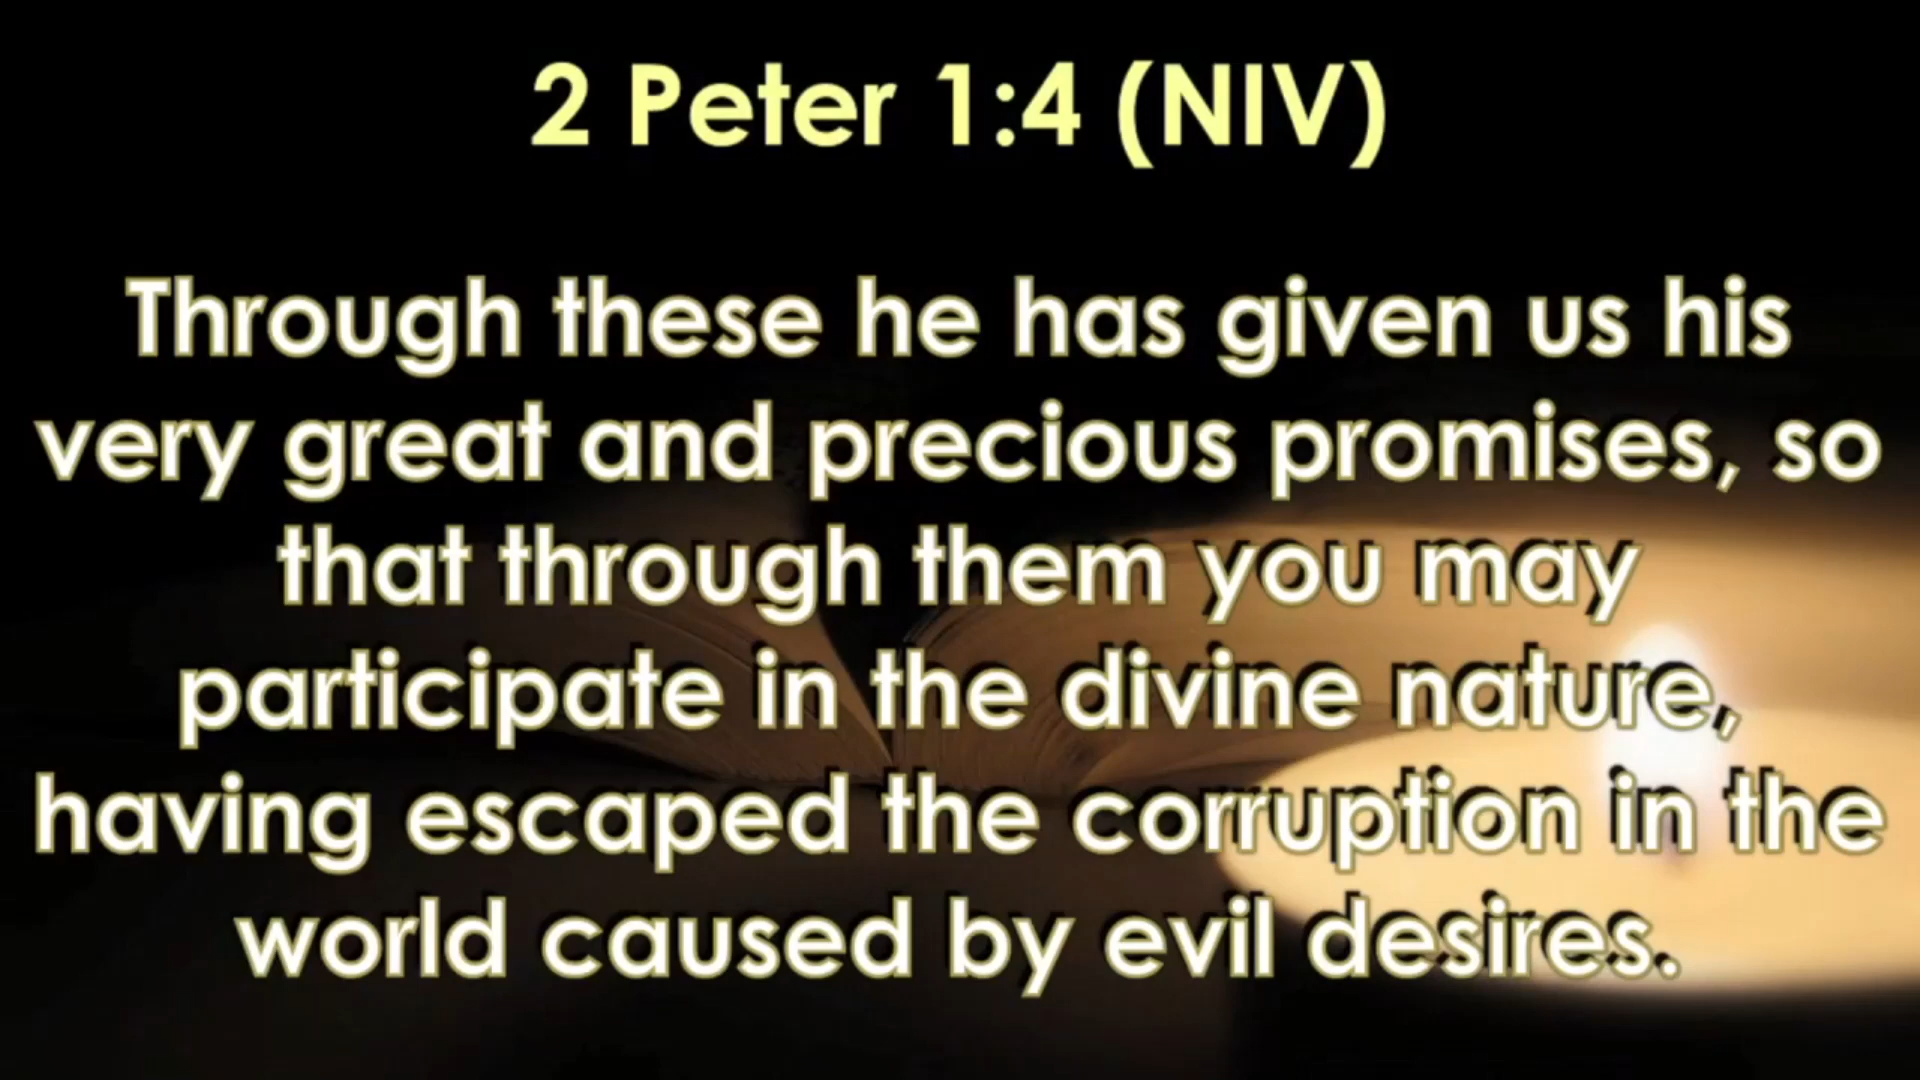 2 Peter 1:4 (NIV)
Through these he has given us his
very great and precious promises, so
that through them you may
participate in the divine nature,
having escaped the corruption in the
world caused by evil desires.